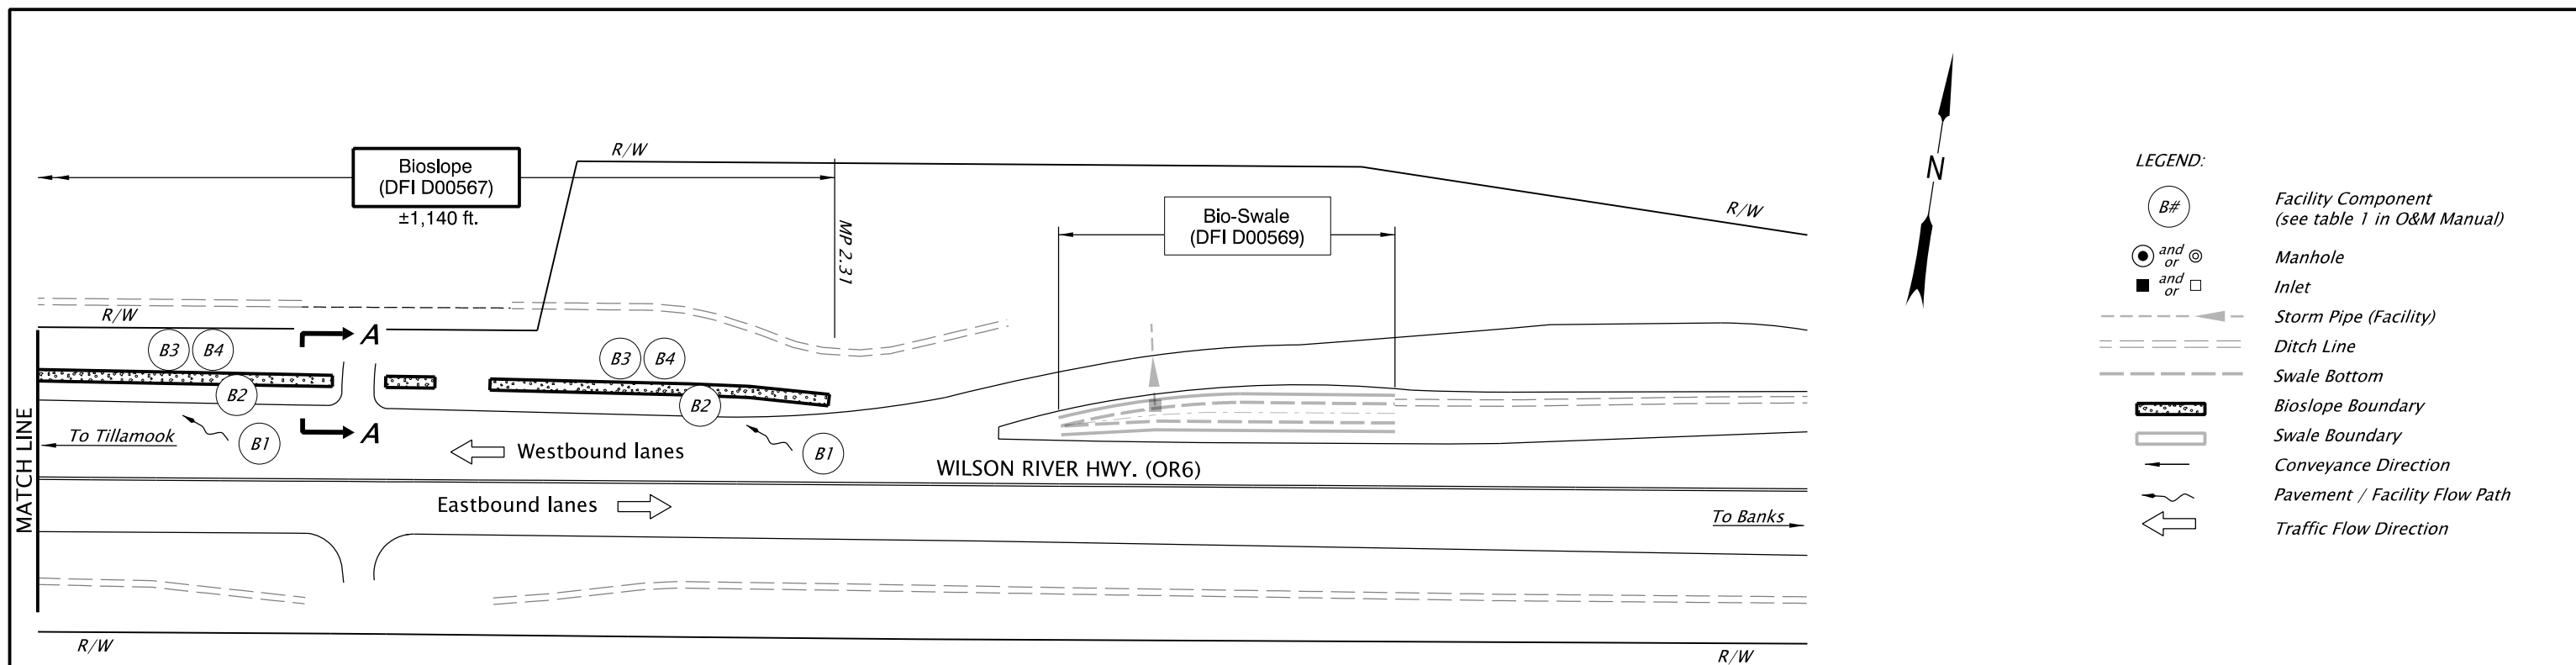 R/W
Bioslope
(DFI D00567)
±1,140 ft.
MP 2.31
Bio-Swale
(DFI D00569)
R/W
R/W
A
B3
B4
B3
B4
B2
B2
B1
A
B1
To Tillamook
MATCH LINE
Westbound lanes
WILSON RIVER HWY. (OR6)
Eastbound lanes
To Banks
R/W
R/W
N
LEGEND:
B#
Facility Component
(see table 1 in O&M Manual)
and
or
Manhole
and
or
Inlet
Storm Pipe (Facility)
Ditch Line
Swale Bottom
Bioslope Boundary
Swale Boundary
Conveyance Direction
Pavement / Facility Flow Path
Traffic Flow Direction